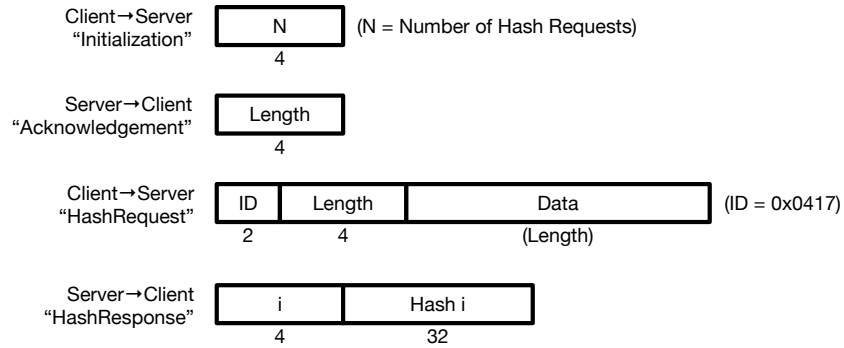 Client→Server
“Initialization”
N
(N = Number of Hash Requests)
4
Server→Client
“Acknowledgement”
Length
4
Client→Server
“HashRequest”
ID
Length
Data
(ID = 0x0417)
2
4
(Length)
Server→Client
“HashResponse”
i
Hash i
4
32